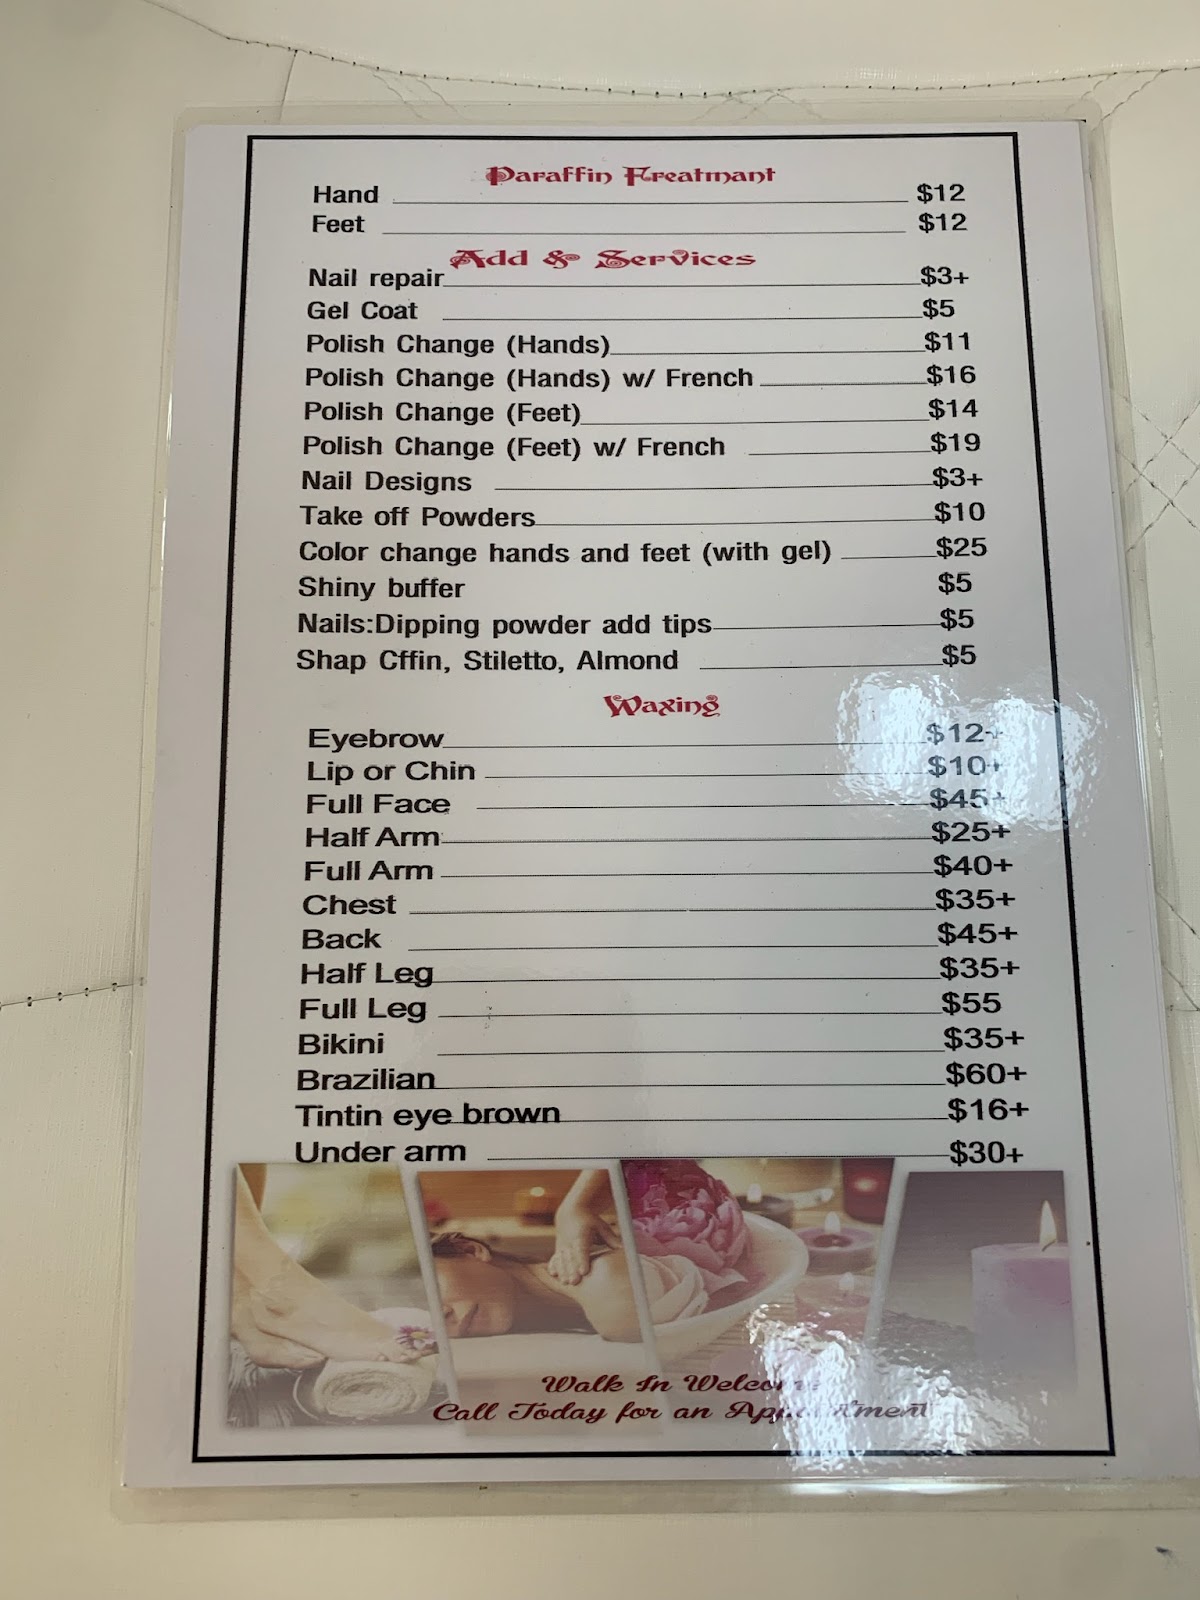 Paraffin Freatmant
Hand $12
Feet $12
Add & Services
Nail repair $3+
Gel Coat $5
Polish Change (Hands) $11
Polish Change (Hands) w/ French $16
Polish Change (Feet) $14
Polish Change (Feet) w/ French $19
Nail Designs $3+
Take off Powders $10
Color change hands and feet (with gel) $25
Shiny buffer $5
Nails:Dipping powder add tips $5
Shap Cffin, Stiletto, Almond $5
Waxing
Eyebrow $12+
Lip or Chin $10+
Full Face $45+
Half Arm $25+
Full Arm $40+
Chest $35+
Back $45+
Half Leg $35+
Full Leg $55
Bikini $35+
Brazilian $60+
Tintin eye brown $16+
Under arm $30+
Walk In Welcome
Call Today for an Appointment